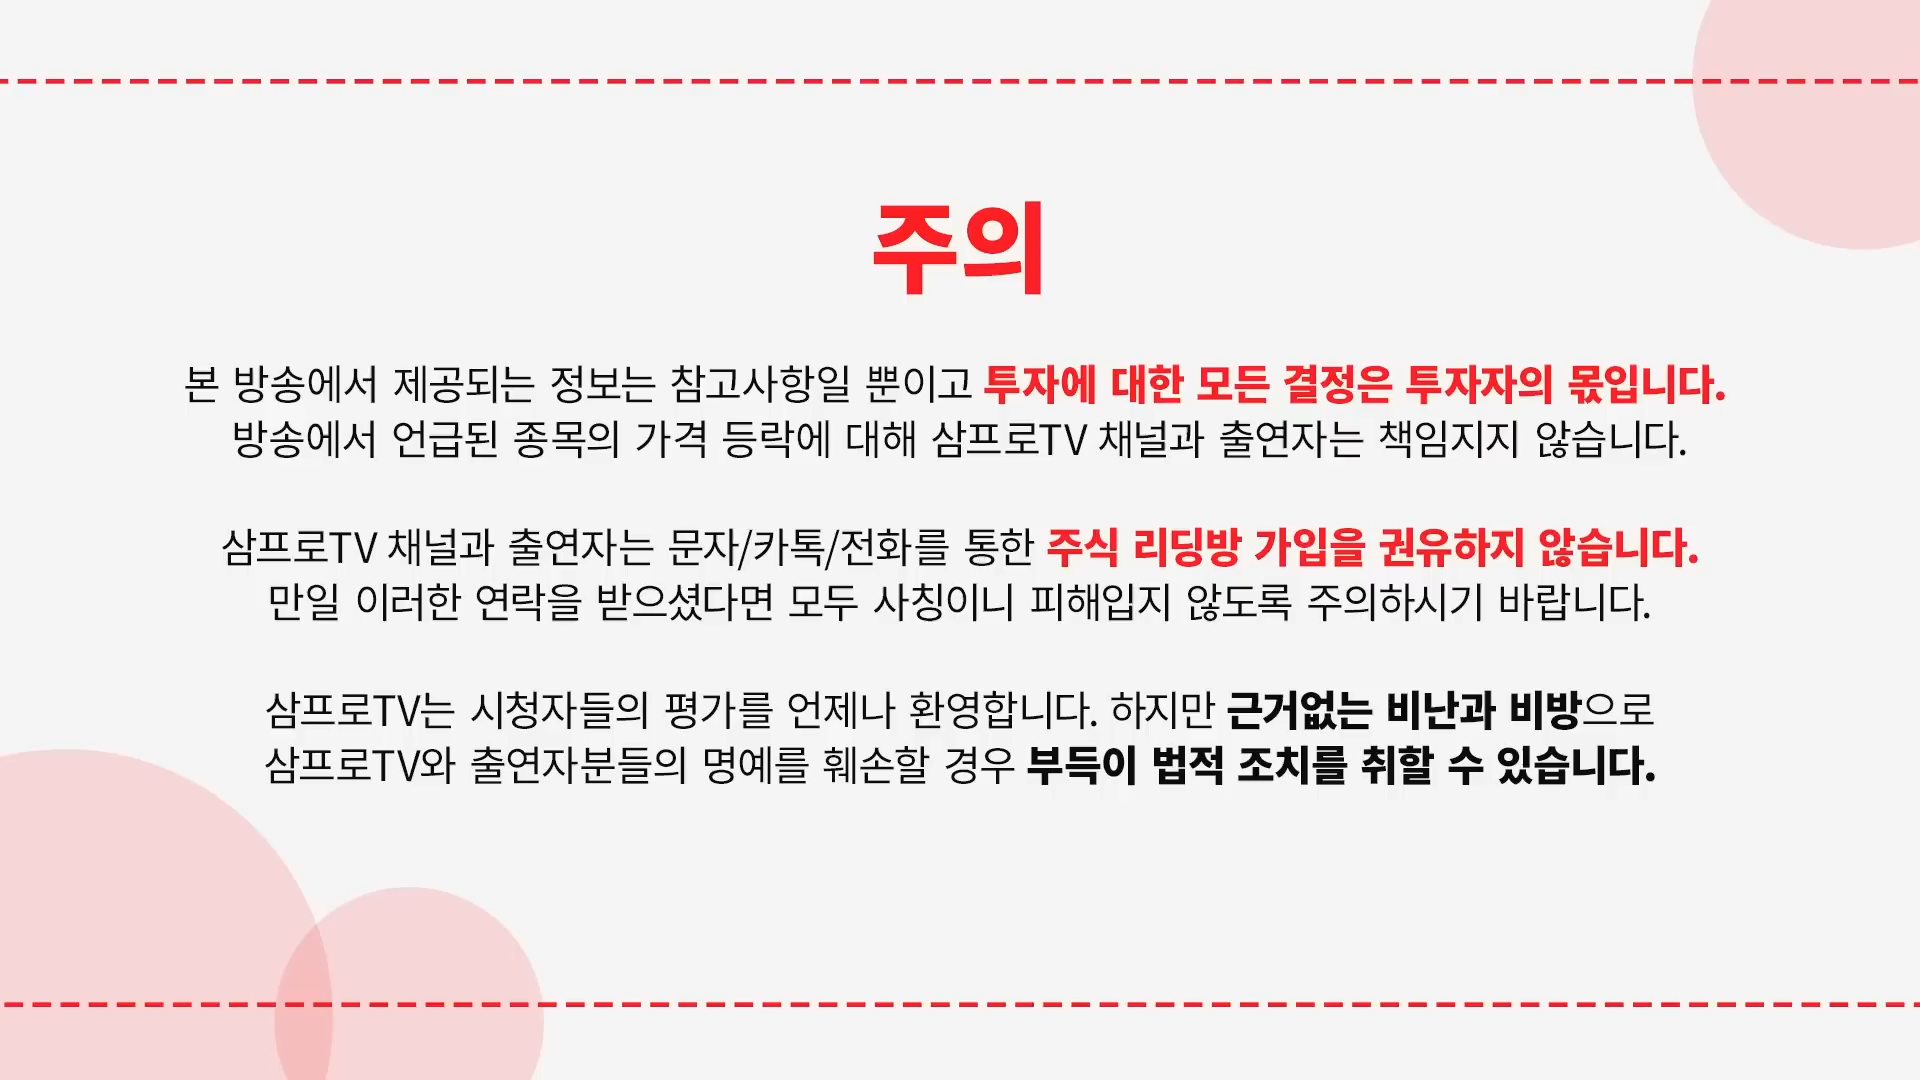 주의
본 방송에서 제공되는 정보는 참고사항일 뿐이고 투자에 대한 모든 결정은 투자자의 몫입니다.
방송에서 언급된 종목의 가격 등락에 대해 삼프로TV 채널과 출연자는 책임지지 않습니다.
삼프로TV 채널과 출연자는 문자/카톡/전화를 통한 주식 리딩방 가입을 권유하지 않습니다.
만일 이러한 연락을 받으셨다면 모두 사칭이니 피해입지 않도록 주의하시기 바랍니다.
삼프로TV는 시청자들의 평가를 언제나 환영합니다. 하지만 근거없는 비난과 비방으로
삼프로TV와 출연자분들의 명예를 훼손할 경우 부득이 법적 조치를 취할 수 있습니다.